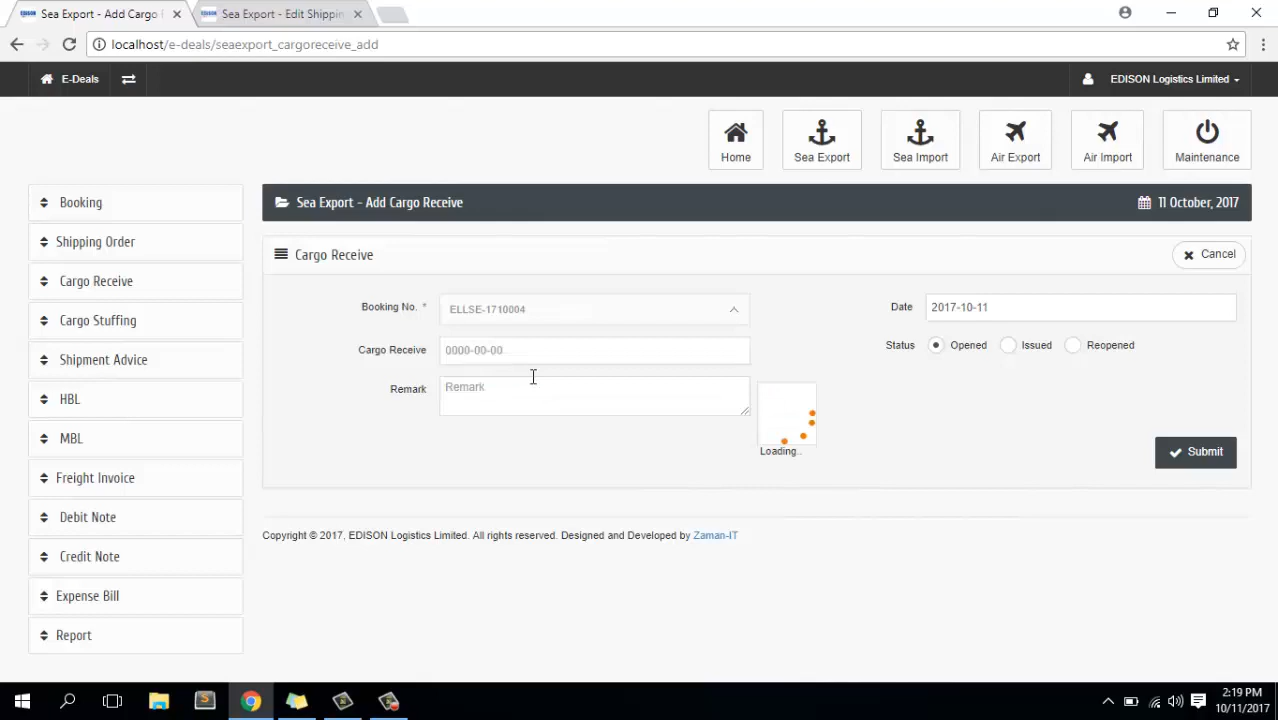 Sea Export - Add Cargo
Sea Export - Edit Shippin
localhost/e-deals/seaexport_cargoreceive_add
E-Deals
EDISON Logistics Limited
Home
Sea Export
Sea Import
Air Export
Air Import
Maintenance
Booking
Shipping Order
Cargo Receive
Cargo Stuffing
Shipment Advice
HBL
MBL
Freight Invoice
Debit Note
Credit Note
Expense Bill
Report
Sea Export - Add Cargo Receive
11 October, 2017
Cargo Receive
Cancel
Booking No. *
ELLSE-1710004
Date
2017-10-11
Cargo Receive
0000-00-00
Status
Opened
Issued
Reopened
Remark
Remark
Loading..
Submit
Copyright © 2017, EDISON Logistics Limited. All rights reserved. Designed and Developed by Zaman-IT
2:19 PM
10/11/2017